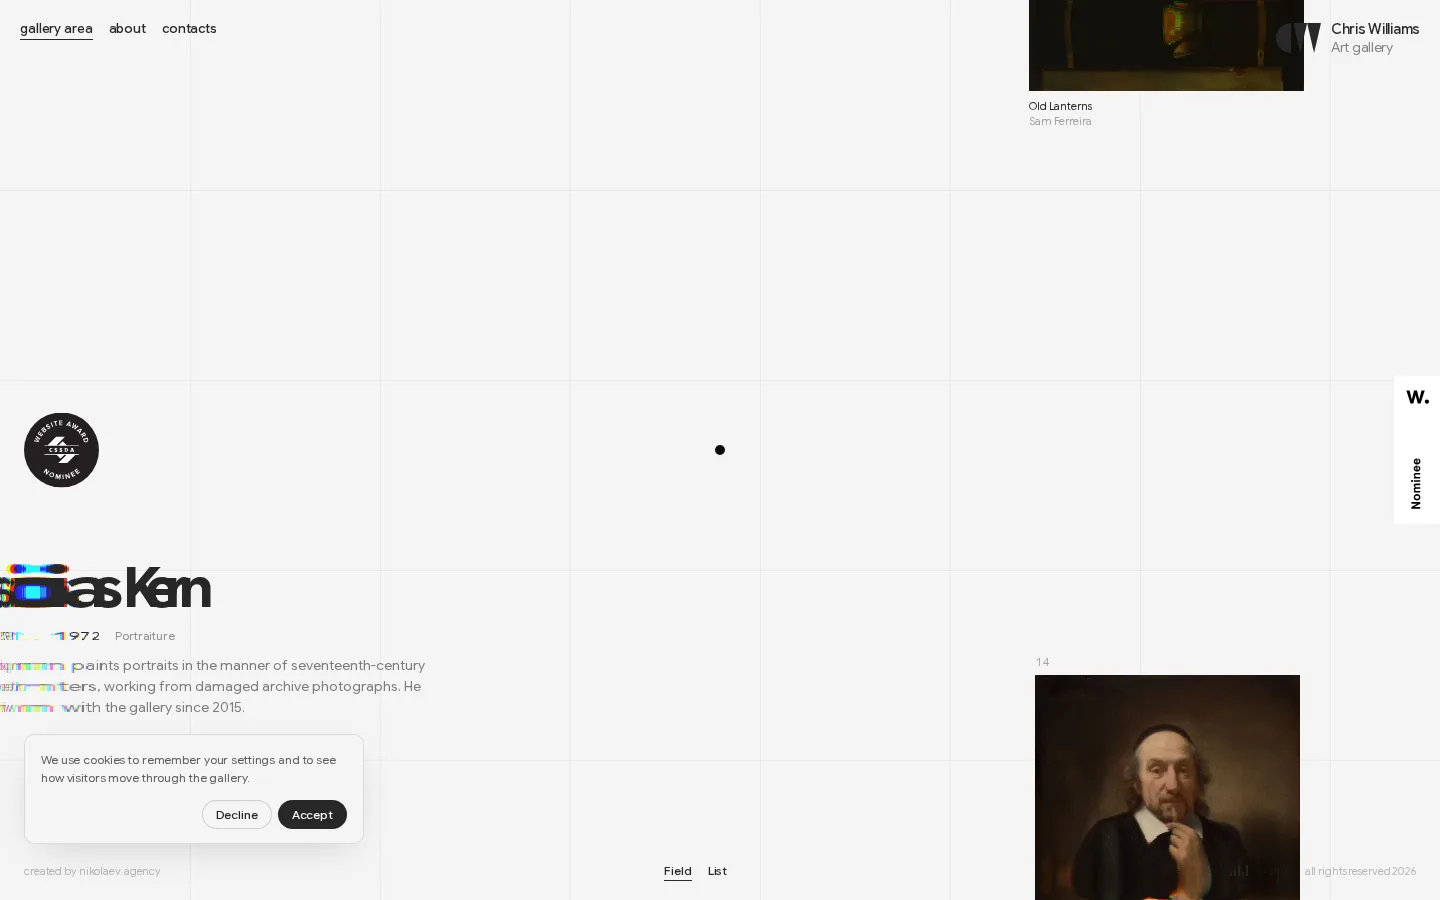 gallery area about contacts
Chris Williams
Art gallery
Old Lanterns
Sam Ferreira
WEBSITE AWARD
CSSDA
NOMINEE
W.
Nominee
Ken
1972 Portraiture
paints portraits in the manner of seventeenth-century
working from damaged archive photographs. He
with the gallery since 2015.
14
We use cookies to remember your settings and to see
how visitors move through the gallery.
Decline Accept
created by nikolaev.agency
Field List
all rights reserved 2026